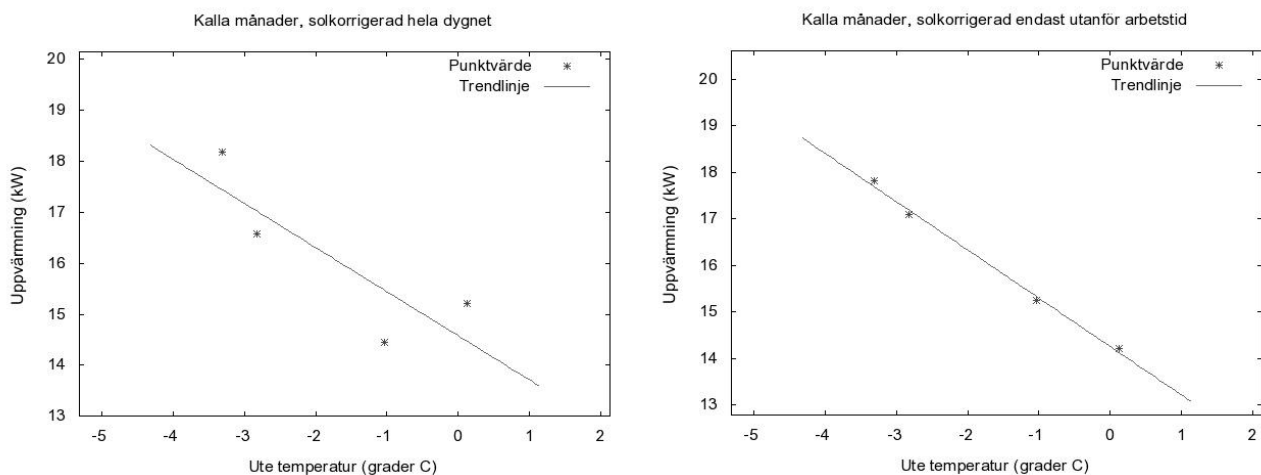 Kalla månader, solkorrigerad hela dygnet
20
19
18
17
16
15
14
13
Uppvärmning (kW)
Punktvärde
Trendlinje
-5 -4 -3 -2 -1 0 1 2
Ute temperatur (grader C)
Kalla månader, solkorrigerad endast utanför arbetstid
20
19
18
17
16
15
14
13
Uppvärmning (kW)
Punktvärde
Trendlinje
-5 -4 -3 -2 -1 0 1 2
Ute temperatur (grader C)